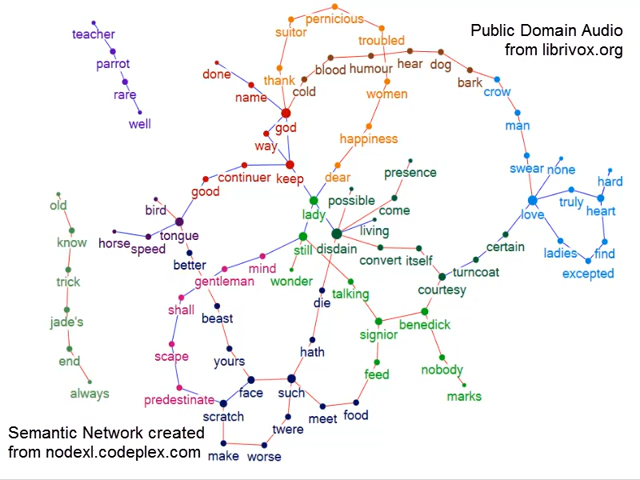 pernicious
suitor
teacher
Public Domain Audio
from librivox.org
troubled
parrot
hear
dog
humour
blood
done
thank
bark
cold
name
rare
women
crow
well
god
man
happiness
way
presence
swear
none
hard
continuer
keep
dear
good
possible
truly
old
bird
lady
come
love
heart
living
know
horse
speed
tongue
still
disdain
certain
ladies
find
better
mind
convert
itself
turncoat
excepted
trick
gentleman
wonder
courtesy
talking
die
shall
beast
jade's
signior
benedick
scape
yours
hath
end
feed
nobody
always
predestinate
face
such
marks
scratch
meet
food
twere
Semantic Network created
from nodexl.codeplex.com
make
worse